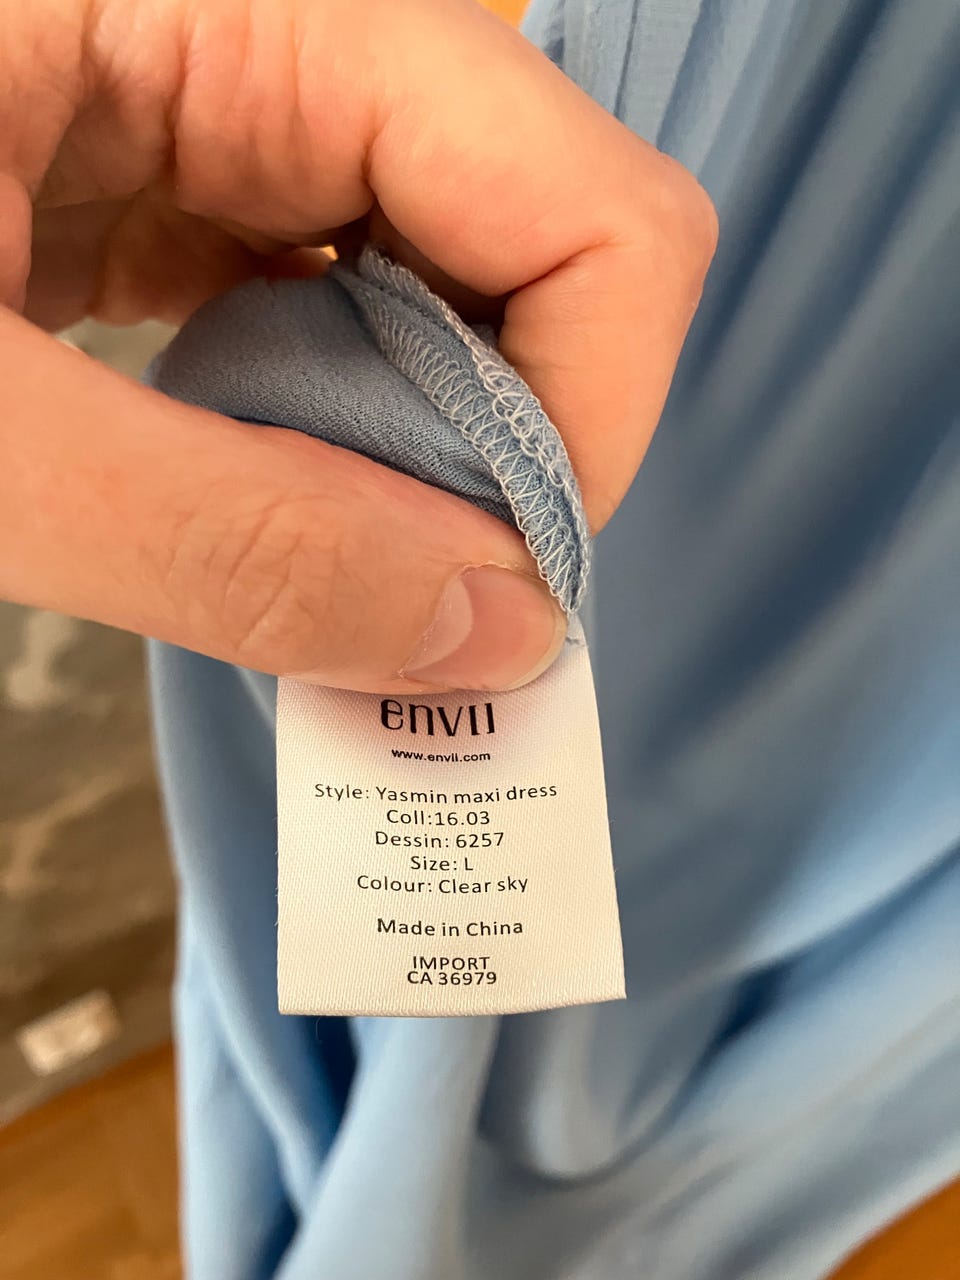 envii
www.envii.com
Style: Yasmin maxi dress
Coll:16.03
Dessin: 6257
Size: L
Colour: Clear sky
Made in China
IMPORT
CA 36979